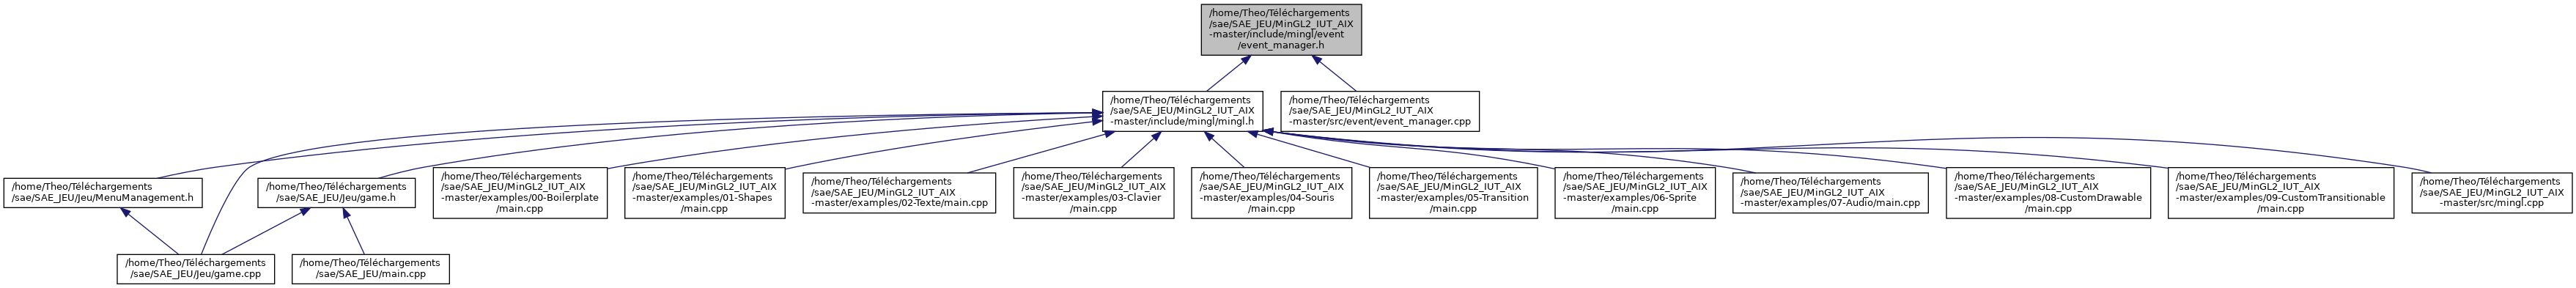 /home/Theo/Téléchargements
/sae/SAE_JEU/MinGL2_IUT_AIX
-master/include/mingl/event
/event_manager.h
/home/Theo/Téléchargements
/sae/SAE_JEU/MinGL2_IUT_AIX
-master/include/mingl/mingl.h
/home/Theo/Téléchargements
/sae/SAE_JEU/MinGL2_IUT_AIX
-master/src/event/event_manager.cpp
/home/Theo/Téléchargements
/sae/SAE_JEU/Jeu/MenuManagement.h
/home/Theo/Téléchargements
/sae/SAE_JEU/Jeu/game.h
/home/Theo/Téléchargements
/sae/SAE_JEU/MinGL2_IUT_AIX
-master/examples/00-Boilerplate
/main.cpp
/home/Theo/Téléchargements
/sae/SAE_JEU/MinGL2_IUT_AIX
-master/examples/01-Shapes
/main.cpp
/home/Theo/Téléchargements
/sae/SAE_JEU/MinGL2_IUT_AIX
-master/examples/02-Texte/main.cpp
/home/Theo/Téléchargements
/sae/SAE_JEU/MinGL2_IUT_AIX
-master/examples/03-Clavier
/main.cpp
/home/Theo/Téléchargements
/sae/SAE_JEU/MinGL2_IUT_AIX
-master/examples/04-Souris
/main.cpp
/home/Theo/Téléchargements
/sae/SAE_JEU/MinGL2_IUT_AIX
-master/examples/05-Transition
/main.cpp
/home/Theo/Téléchargements
/sae/SAE_JEU/MinGL2_IUT_AIX
-master/examples/06-Sprite
/main.cpp
/home/Theo/Téléchargements
/sae/SAE_JEU/MinGL2_IUT_AIX
-master/examples/07-Audio/main.cpp
/home/Theo/Téléchargements
/sae/SAE_JEU/MinGL2_IUT_AIX
-master/examples/08-CustomDrawable
/main.cpp
/home/Theo/Téléchargements
/sae/SAE_JEU/MinGL2_IUT_AIX
-master/examples/09-CustomTransitionable
/main.cpp
/home/Theo/Téléchargements
/sae/SAE_JEU/MinGL2_IUT_AIX
-master/src/mingl.cpp
/home/Theo/Téléchargements
/sae/SAE_JEU/Jeu/game.cpp
/home/Theo/Téléchargements
/sae/SAE_JEU/main.cpp